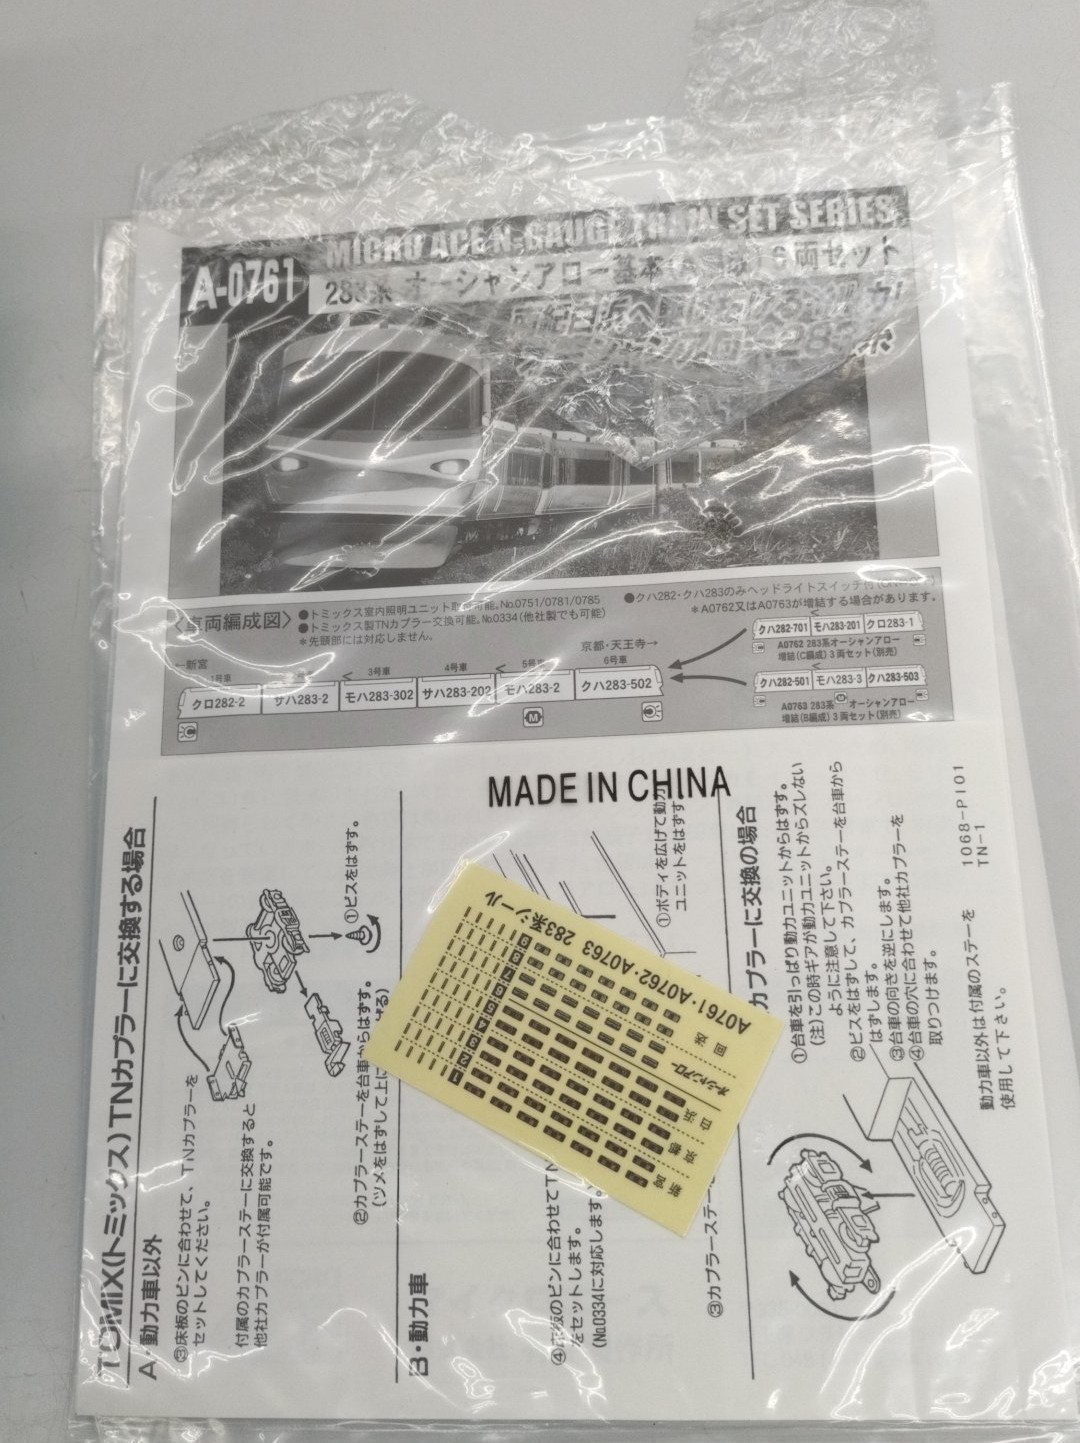 MICRO ACE N-GAUGE TRAIN SET SERIES
A-0761
283系 オーシャンアロー基本(A編成)6両セット
〈車両編成図〉
●トミックス室内照明ユニット取付可能。No.0751/0781/0785
●トミックス製TNカプラー交換可能。No.0334(他社製でも可能)
＊先頭部には対応しません。
●クハ282・クハ283のみヘッドライトスイッチ付
＊A0762又はA0763が増結する場合があります。
←新宮
京都・天王寺→
3号車
4号車
5号車
6号車
クロ282-2
サハ283-2
モハ283-302
サハ283-202
モハ283-2
クハ283-502
M
クハ282-701
モハ283-201
クロ283-1
A0762 283系オーシャンアロー
増結(C編成)3両セット(別売)
クハ282-501
モハ283-3
クハ283-503
A0763 283系 オーシャンアロー
増結(B編成)3両セット(別売)
MADE IN CHINA
TOMIX(トミックス)TNカプラーに交換する場合
A・動力車以外
①ビスをはずす。
②カプラーステーを台車からはずす。
(ツメをはずして上に
③床板のピンに合わせて、TNカプラーを
セットしてください。
付属のカプラーステーに交換すると
他社カプラーが付属可能です。
B・動力車
①ボディを広げて動力
ユニットをはずす
③カプラーステー
④床板のピンに合わせてTN
をセットします。
(No.0334に対応します。
カプラーに交換の場合
①台車を引っぱり動力ユニットからはずす。
(注)この時ギアが動力ユニットからズレない
ように注意して下さい。
②ビスをはずして、カプラーステーを台車から
はずします。
③台車の向きを逆にします。
④台車の穴に合わせて他社カプラーを
取りつけます。
動力車以外は付属のステーを
使用して下さい。
1068-P101
TN-1
A0761・A0762・A0763 283系シール
回送
オーシャンアロー
白浜
京都
新宮
1
2
3
4
5
6
7
8
9